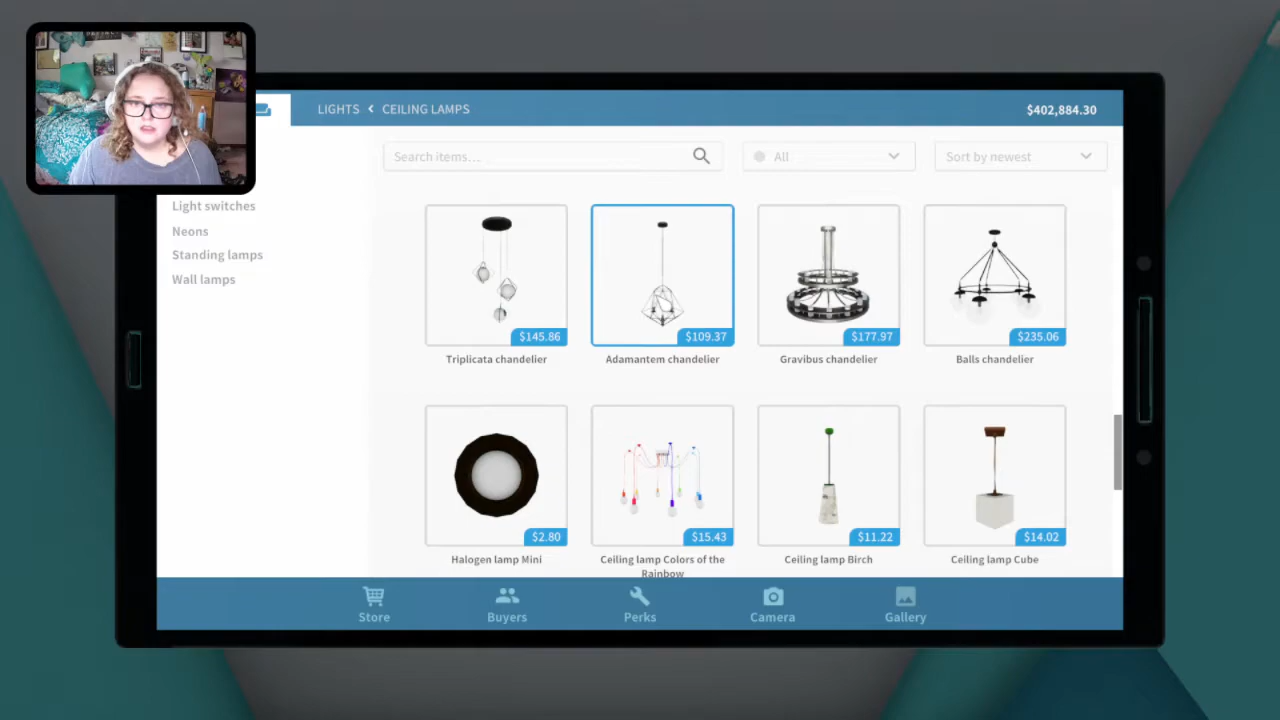 LIGHTS < CEILING LAMPS
$402,884.30
Search items...
All
Sort by newest
Light switches
Neons
Standing lamps
Wall lamps
$145.86
$109.37
$177.97
$235.06
Triplicata chandelier
Adamantem chandelier
Gravibus chandelier
Balls chandelier
$2.80
$15.43
$11.22
$14.02
Halogen lamp Mini
Ceiling lamp Colors of the
Rainbow
Ceiling lamp Birch
Ceiling lamp Cube
Store
Buyers
Perks
Camera
Gallery